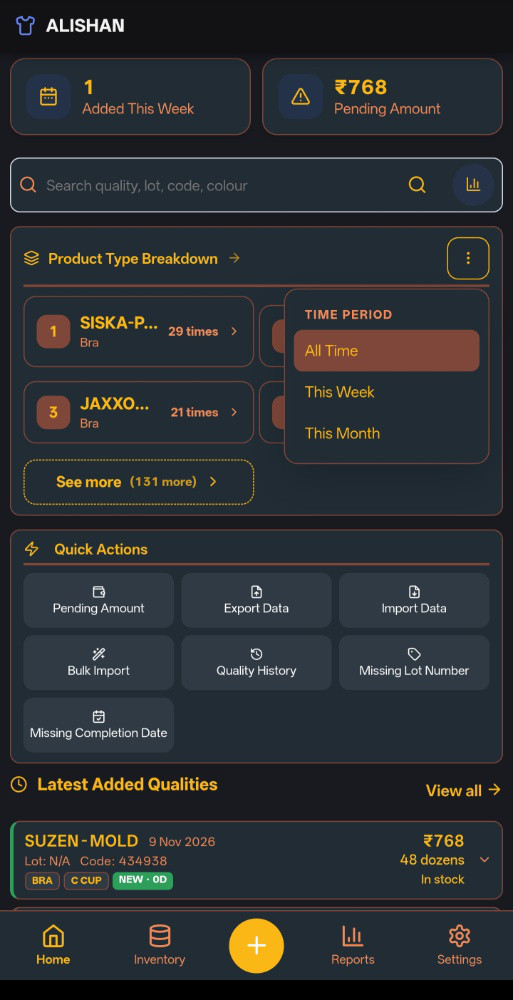 ALISHAN
1
Added This Week
₹768
Pending Amount
Search quality, lot, code, colour
Product Type Breakdown
1
SISKA-P...
Bra
29 times
TIME PERIOD
All Time
This Week
This Month
3
JAXXO...
Bra
21 times
See more (131 more)
Quick Actions
Pending Amount
Export Data
Import Data
Bulk Import
Quality History
Missing Lot Number
Missing Completion Date
Latest Added Qualities
View all
SUZEN-MOLD 9 Nov 2026
₹768
Lot: N/A Code: 434938
48 dozens
BRA C CUP NEW · 0D
In stock
Home
Inventory
Reports
Settings